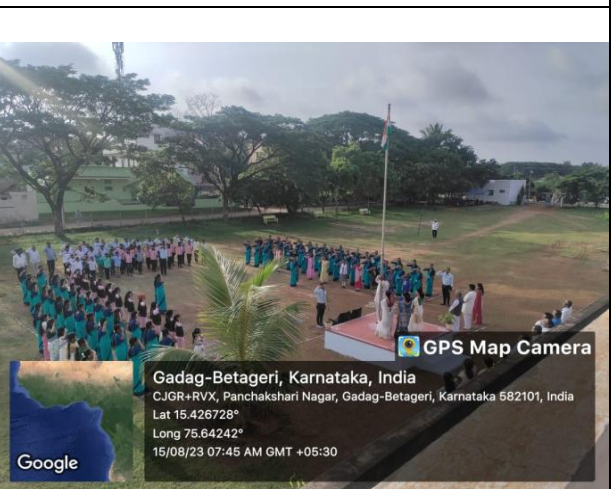 GPS Map Camera
Gadag-Betageri, Karnataka, India
CJGR+RVX, Panchakshari Nagar, Gadag-Betageri, Karnataka 582101, India
Lat 15.426728°
Long 75.64242°
15/08/23 07:45 AM GMT +05:30
Google